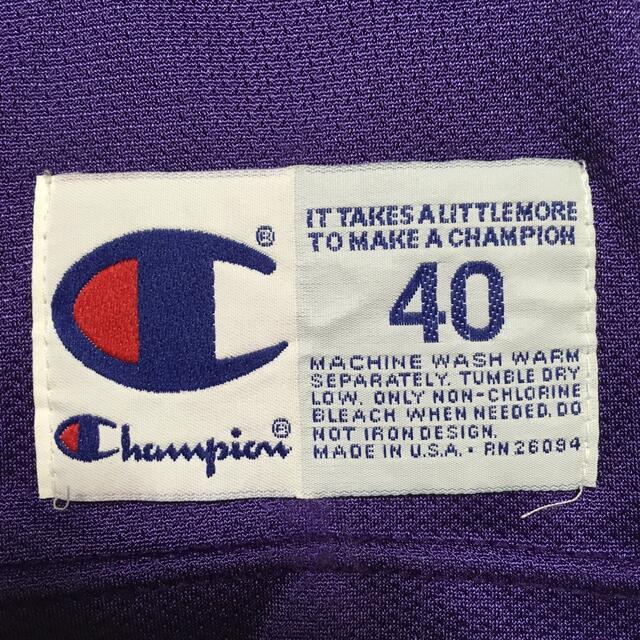 Champion®
®
IT TAKES A LITTLE MORE
TO MAKE A CHAMPION
40
MACHINE WASH WARM
SEPARATELY. TUMBLE DRY
LOW. ONLY NON-CHLORINE
BLEACH WHEN NEEDED. DO
NOT IRON DESIGN.
MADE IN U.S.A. • RN 26094